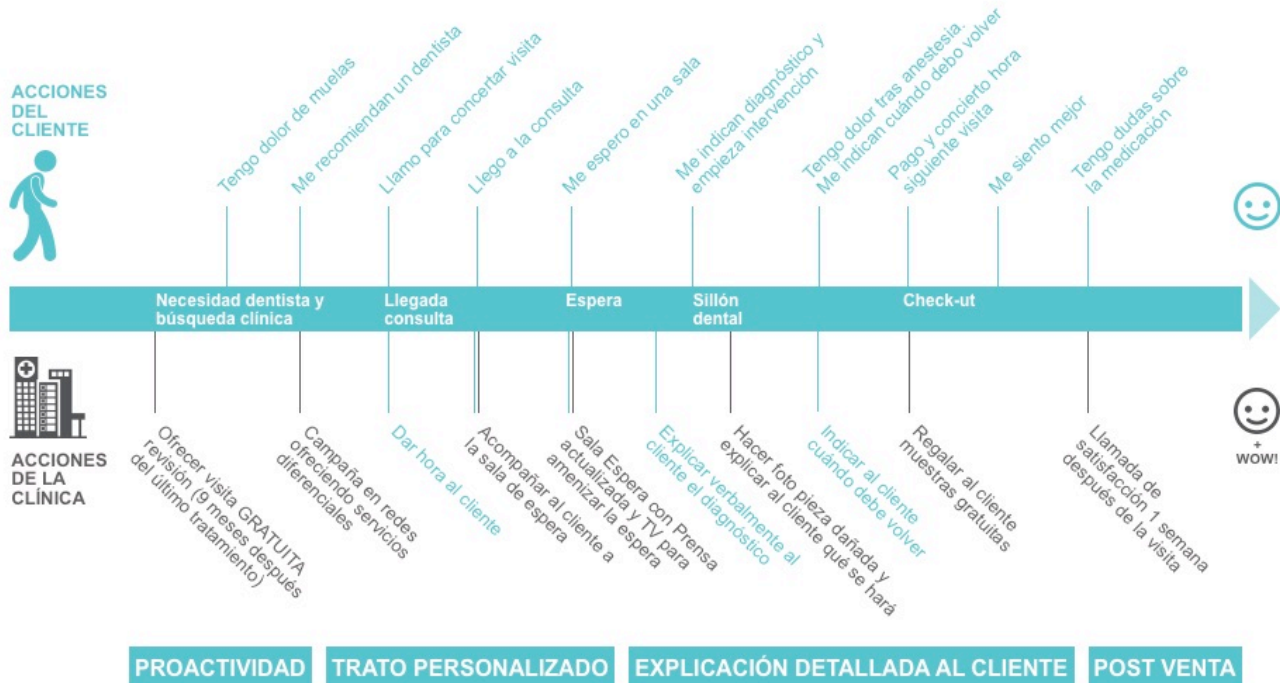 ACCIONES
DEL
CLIENTE
Tengo dolor de muelas
Me recomiendan un dentista
Llamo para concertar visita
Llego a la consulta
Me espero en una sala
Me indican diagnóstico y
empieza intervención
Tengo dolor tras anestesia.
Me indican cuándo debo volver
Pago y concierto hora
siguiente visita
Me siento mejor
Tengo dudas sobre
la medicación
Necesidad dentista y
búsqueda clínica
Llegada
consulta
Espera
Sillón
dental
Check-ut
ACCIONES
DE LA
CLÍNICA
Ofrecer visita GRATUITA
revisión (9 meses después
del último tratamiento)
Campaña en redes
ofreciendo servicios
diferenciales
Dar hora al cliente
Acompañar al cliente a
la sala de espera
Sala Espera con Prensa
actualizada y TV para
amenizar la espera
Explicar verbalmente al
cliente el diagnóstico
Hacer foto pieza dañada y
explicar al cliente qué se hará
Indicar al cliente
cuándo debe volver
Regalar al cliente
muestras gratuitas
Llamada de
satisfacción 1 semana
después de la visita
+
WOW!
PROACTIVIDAD
TRATO PERSONALIZADO
EXPLICACIÓN DETALLADA AL CLIENTE
POST VENTA